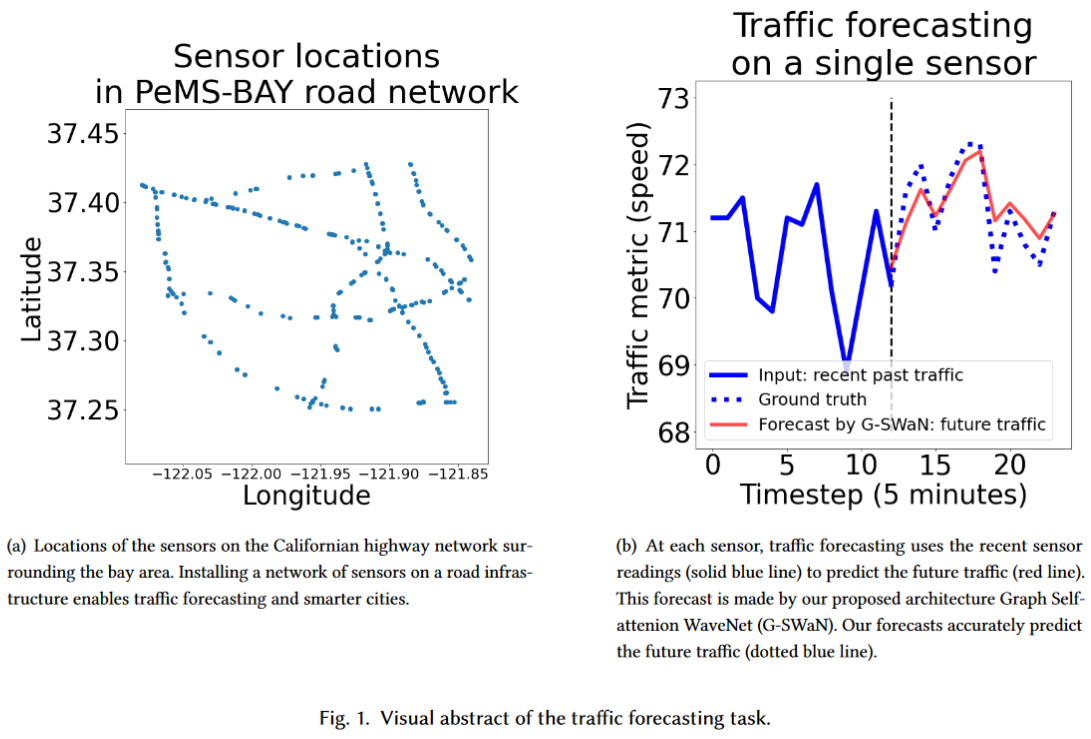 Sensor locations
in PeMS-BAY road network
37.45
37.40
37.35
37.30
37.25
Latitude
−122.05
−122.00
−121.95
−121.90
−121.85
Longitude
Traffic forecasting
on a single sensor
73
72
71
70
69
68
Traffic metric (speed)
Input: recent past traffic
Ground truth
Forecast by G-SWaN: future traffic
0
5
10
15
20
Timestep (5 minutes)
(a) Locations of the sensors on the Californian highway network sur-
rounding the bay area. Installing a network of sensors on a road infras-
tructure enables traffic forecasting and smarter cities.
(b) At each sensor, traffic forecasting uses the recent sensor
readings (solid blue line) to predict the future traffic (red line).
This forecast is made by our proposed architecture Graph Self-
attenion WaveNet (G-SWaN). Our forecasts accurately predict
the future traffic (dotted blue line).
Fig. 1. Visual abstract of the traffic forecasting task.